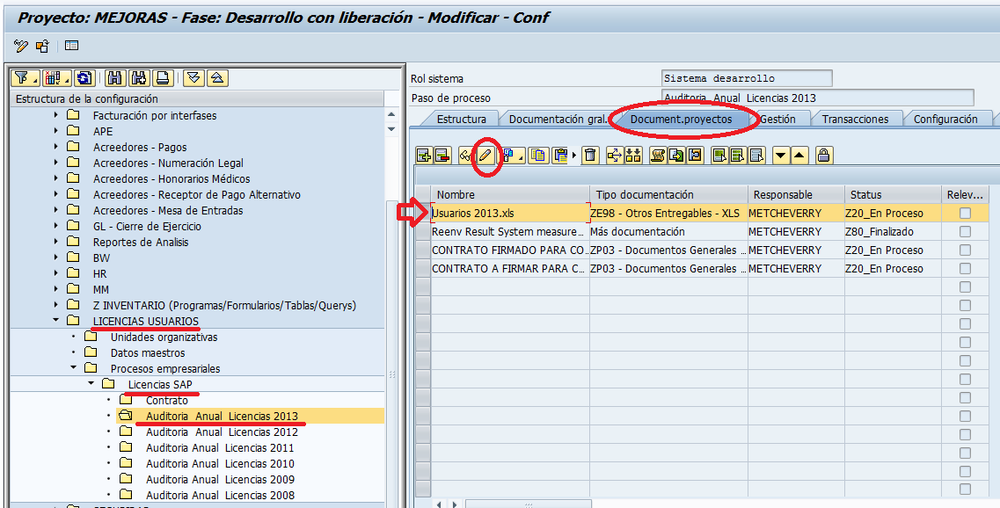 Proyecto: MEJORAS - Fase: Desarrollo con liberación - Modificar - Conf
Estructura de la configuración
Facturación por interfases
APE
Acreedores - Pagos
Acreedores - Numeración Legal
Acreedores - Honorarios Médicos
Acreedores - Receptor de Pago Alternativo
Acreedores - Mesa de Entradas
GL - Cierre de Ejercicio
Reportes de Analisis
BW
HR
MM
Z INVENTARIO (Programas/Formularios/Tablas/Querys)
LICENCIAS USUARIOS
Unidades organizativas
Datos maestros
Procesos empresariales
Licencias SAP
Contrato
Auditoria Anual Licencias 2013
Auditoria Anual Licencias 2012
Auditoria Anual Licencias 2011
Auditoria Anual Licencias 2010
Auditoria Anual Licencias 2009
Auditoria Anual Licencias 2008
Rol sistema Sistema desarrollo
Paso de proceso Auditoria Anual Licencias 2013
Estructura Documentación gral. Document.proyectos Gestión Transacciones Configuración
Nombre Tipo documentación Responsable Status Relev...
Usuarios 2013.xls ZE98 - Otros Entregables - XLS METCHEVERRY Z20_En Proceso
Reenv Result System measure... Más documentación METCHEVERRY Z80_Finalizado
CONTRATO FIRMADO PARA CO... ZP03 - Documentos Generales ... METCHEVERRY Z20_En Proceso
CONTRATO A FIRMAR PARA C... ZP03 - Documentos Generales ... METCHEVERRY Z20_En Proceso